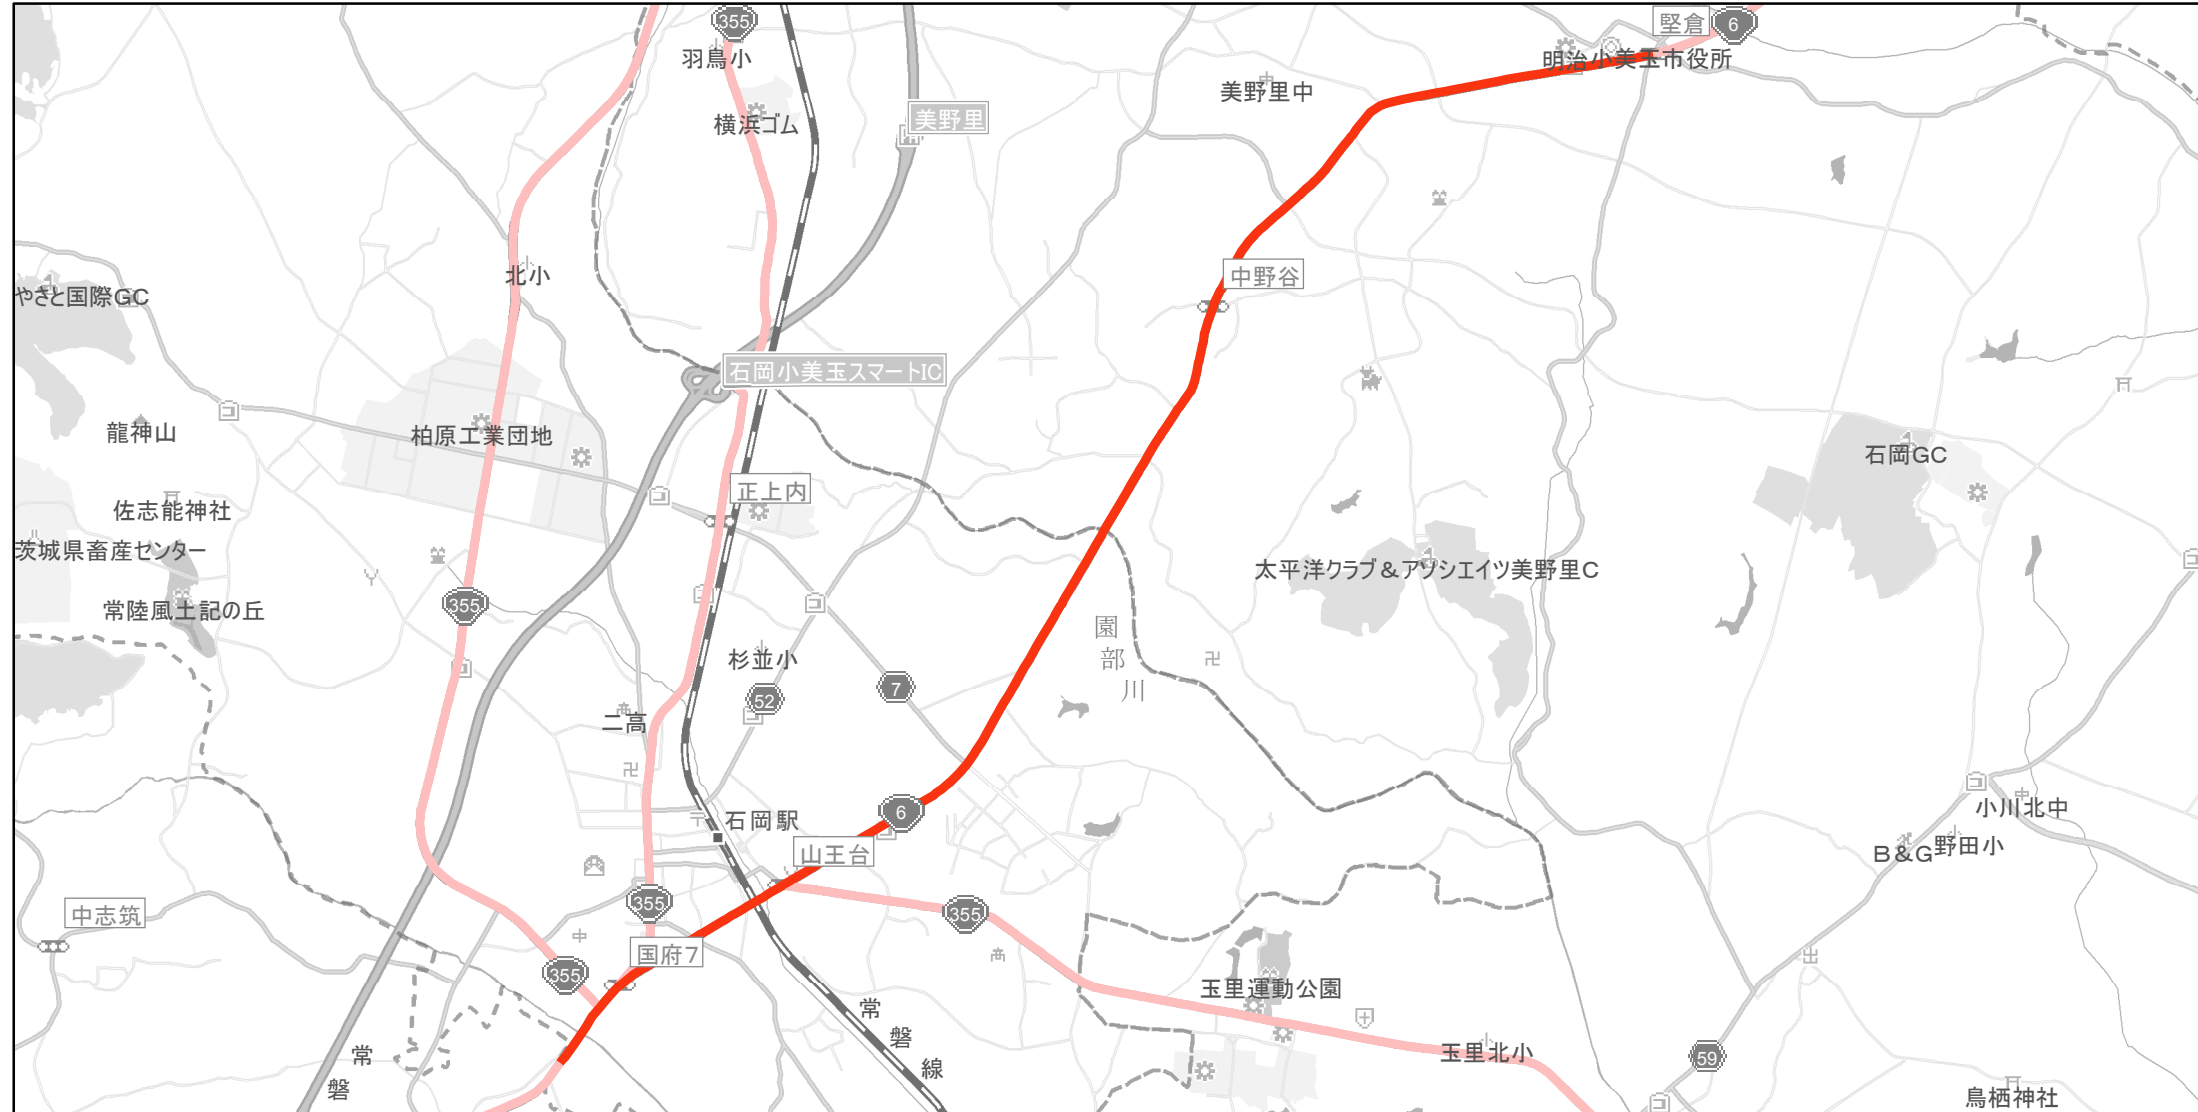 355
堅倉
6
羽鳥小
明治小美玉市役所
美野里中
美野里
横浜ゴム
北小
中野谷
やさと国際GC
石岡小美玉スマートIC
龍神山
柏原工業団地
石岡GC
正上内
佐志能神社
茨城県畜産センター
太平洋クラブ&アソシエイツ美野里C
常陸風土記の丘
355
園部川
杉並小
7
52
二高
小川北中
6
石岡駅
野田小
B&G
山王台
355
355
中志筑
国府7
355
玉里運動公園
常磐線
玉里北小
常磐
59
鳥栖神社